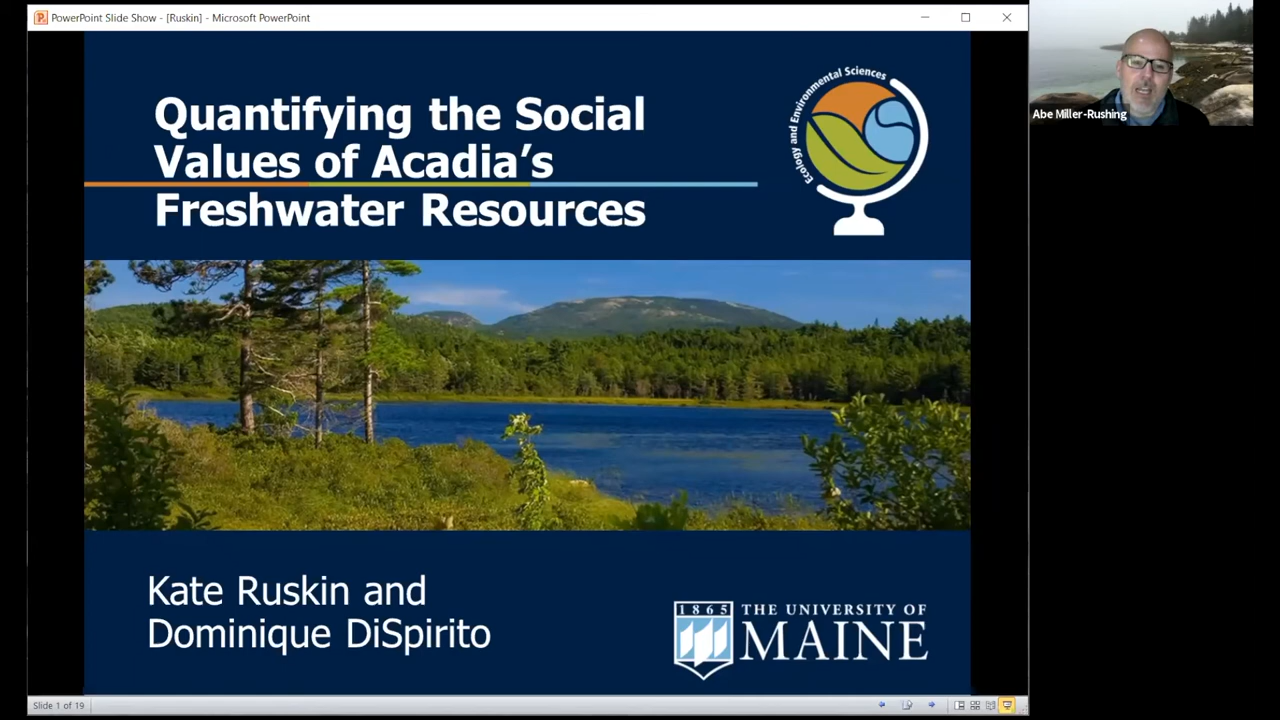 PowerPoint Slide Show - [Ruskin] - Microsoft PowerPoint
Quantifying the Social
Values of Acadia’s
Freshwater Resources
Ecology and Environmental Sciences
Abe Miller-Rushing
Kate Ruskin and
Dominique DiSpirito
1865
THE UNIVERSITY OF
MAINE
Slide 1 of 19